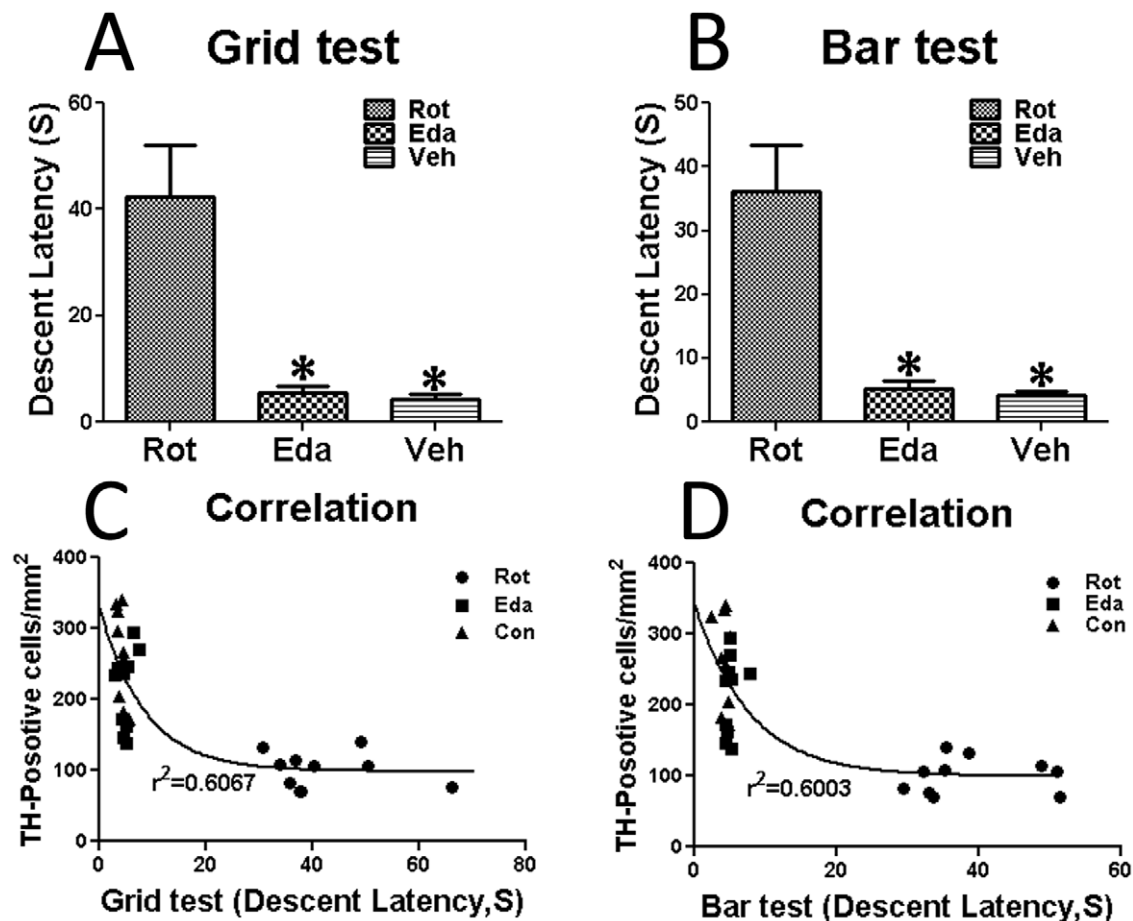 A Grid test
Descent Latency (S)
60
40
20
0
Rot
Eda
Veh
Rot Eda Veh
B Bar test
Descent Latency (S)
50
40
30
20
10
0
Rot
Eda
Veh
Rot Eda Veh
C Correlation
TH-Posotive cells/mm²
400
300
200
100
0
Rot
Eda
Con
r²=0.6067
0 20 40 60 80
Grid test (Descent Latency,S)
D Correlation
TH-Positive cells/mm²
400
300
200
100
0
Rot
Eda
Con
r²=0.6003
0 20 40 60
Bar test (Descent Latency,S)